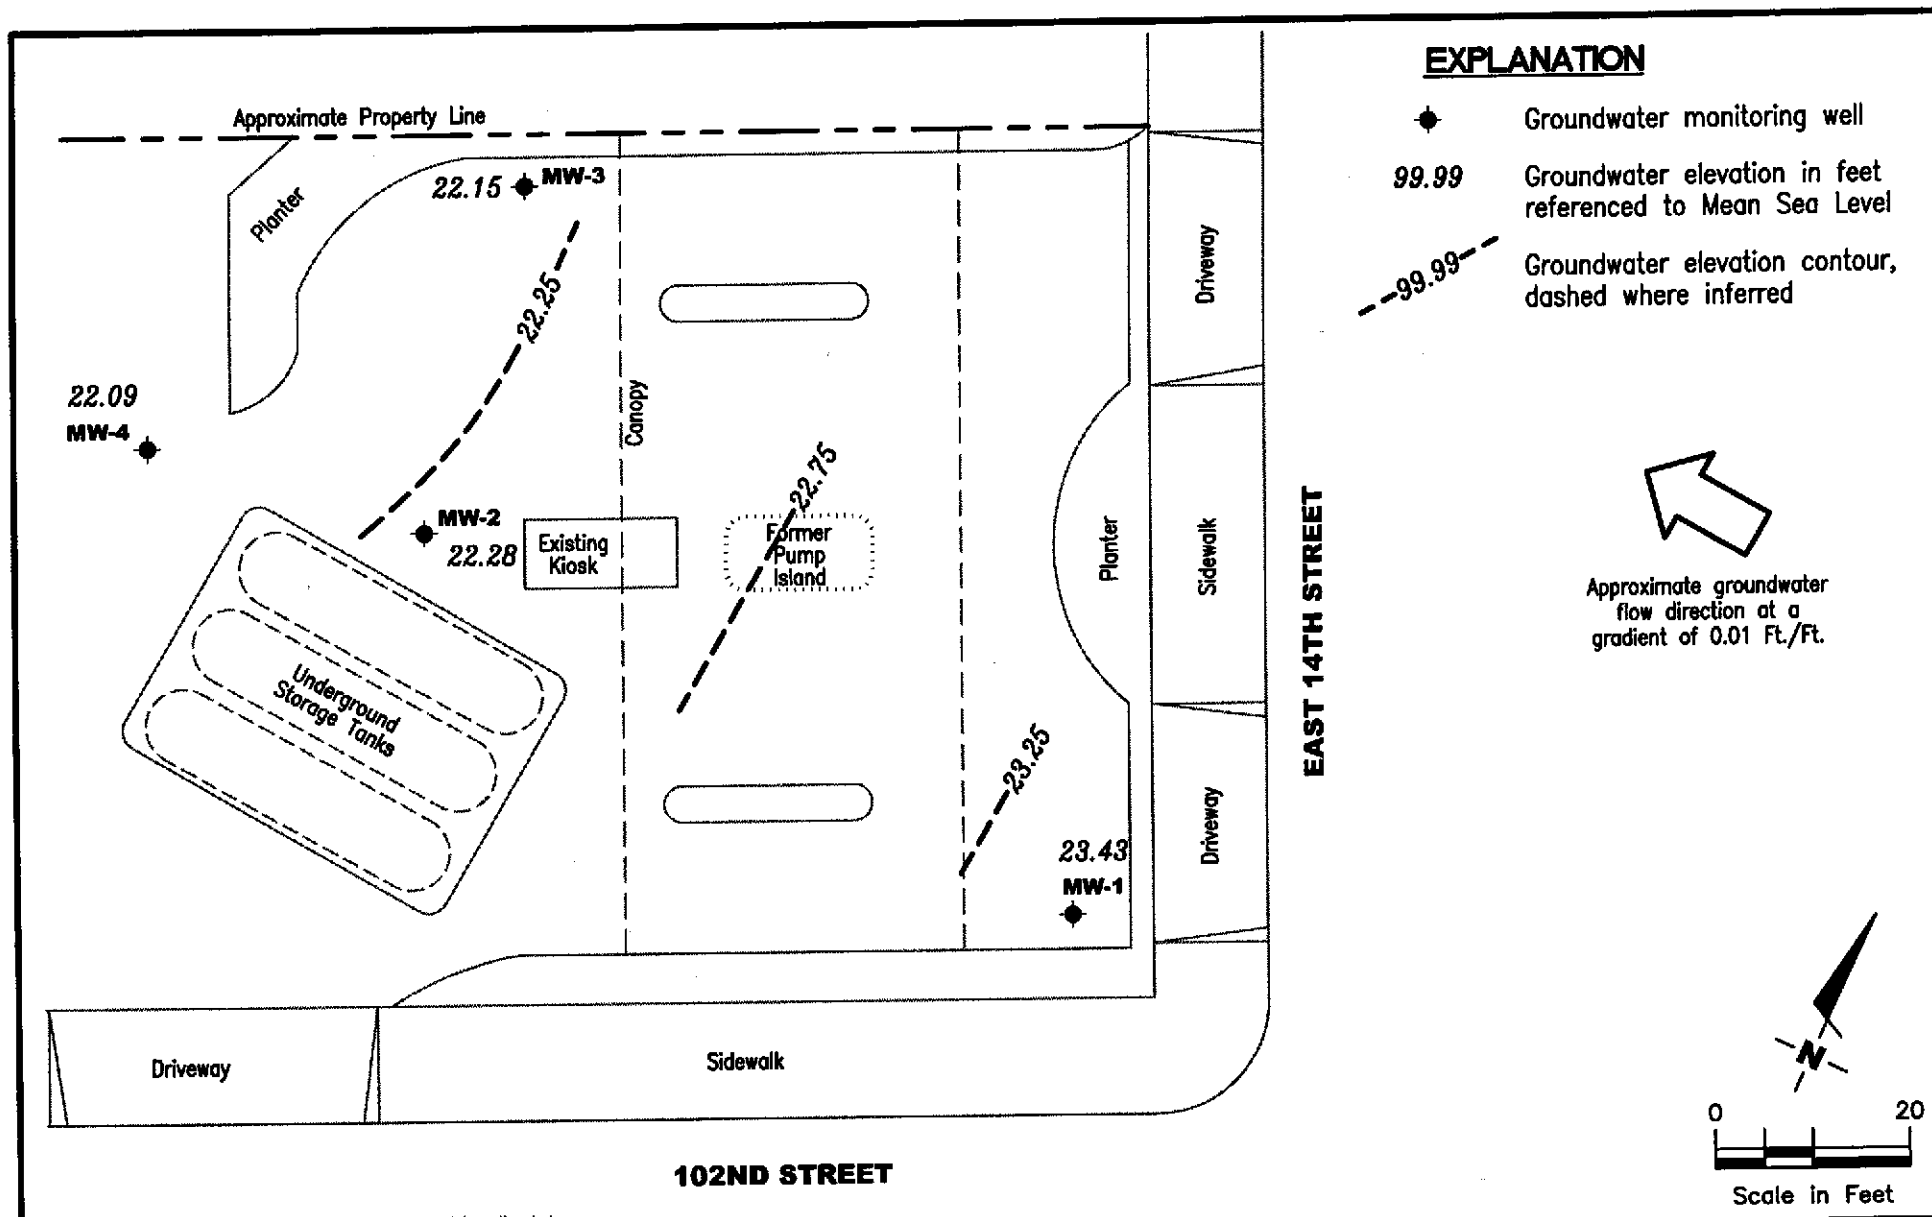 EXPLANATION
Groundwater monitoring well
99.99
Groundwater elevation in feet
referenced to Mean Sea Level
99.99
Groundwater elevation contour,
dashed where inferred
Approximate Property Line
Planter
22.15
MW-3
22.25
22.09
MW-4
Canopy
MW-2
22.28
Existing
Kiosk
22.75
Former
Pump
Island
Underground
Storage Tanks
23.25
23.43
MW-1
Driveway
Planter
Sidewalk
Driveway
EAST 14TH STREET
Approximate groundwater
flow direction at a
gradient of 0.01 Ft./Ft.
Driveway
Sidewalk
102ND STREET
N
0 20
Scale in Feet